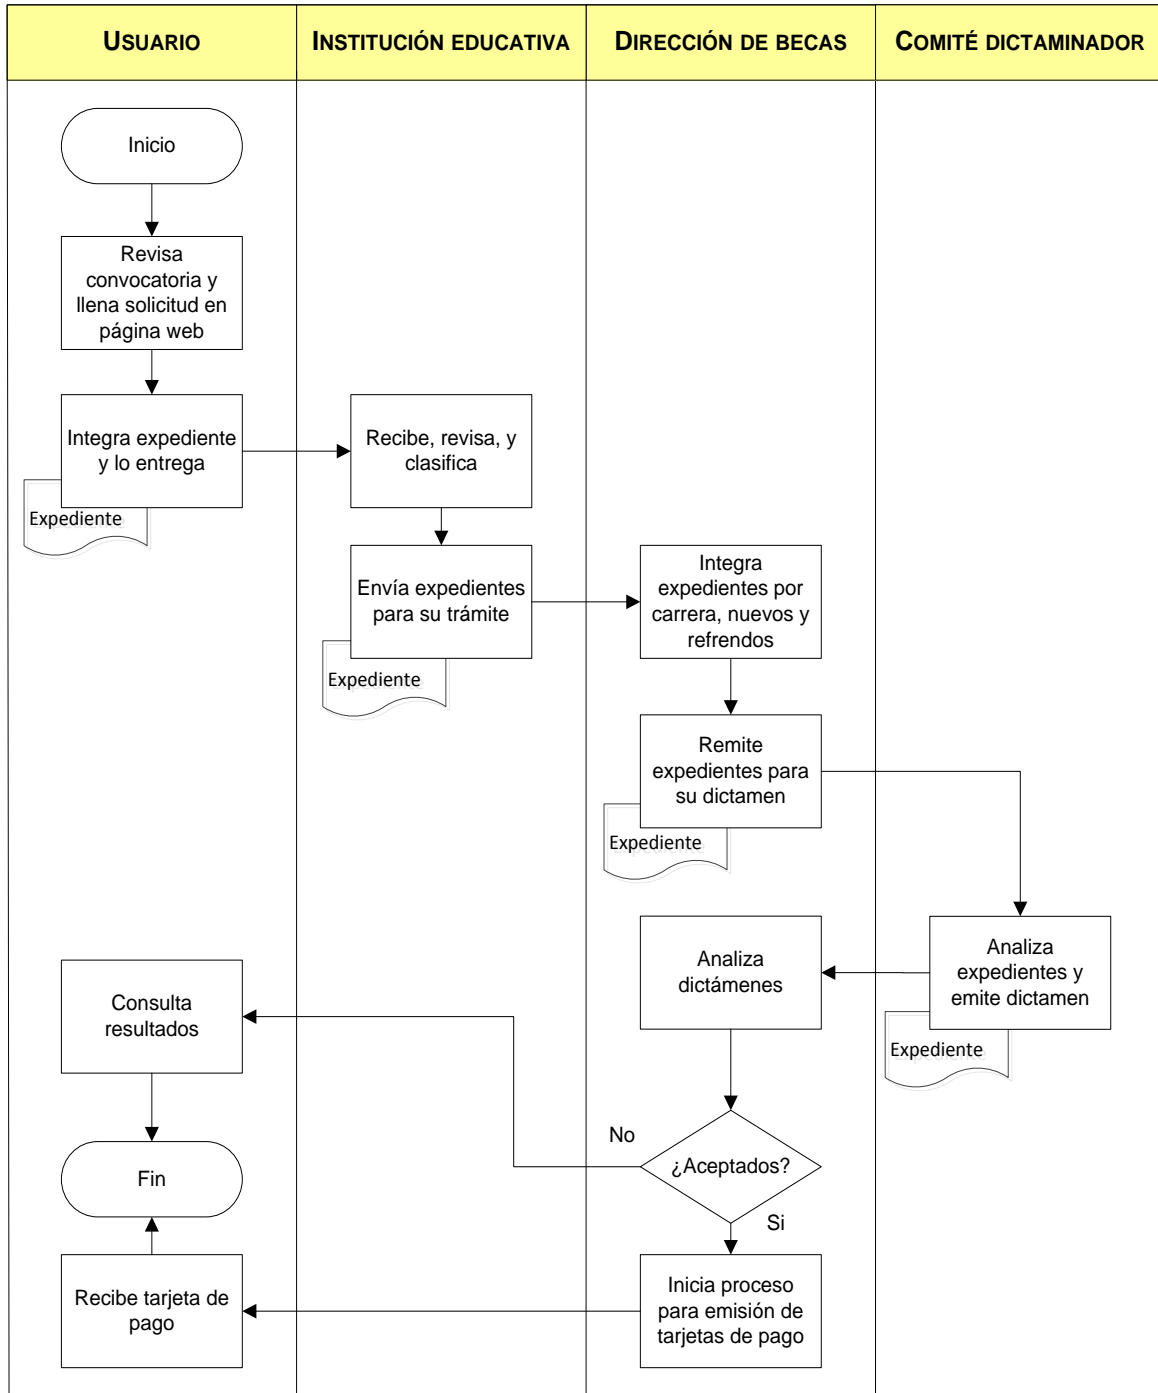 USUARIO
INSTITUCIÓN EDUCATIVA
DIRECCIÓN DE BECAS
COMITÉ DICTAMINADOR
Inicio
Revisa
convocatoria y
llena solicitud en
página web
Integra expediente
y lo entrega
Expediente
Recibe, revisa, y
clasifica
Envía expedientes
para su trámite
Expediente
Integra
expedientes por
carrera, nuevos y
refrendos
Remite
expedientes para
su dictamen
Expediente
Analiza
expedientes y
emite dictamen
Expediente
Analiza
dictámenes
¿Aceptados?
No
Si
Consulta
resultados
Fin
Inicia proceso
para emisión de
tarjetas de pago
Recibe tarjeta de
pago